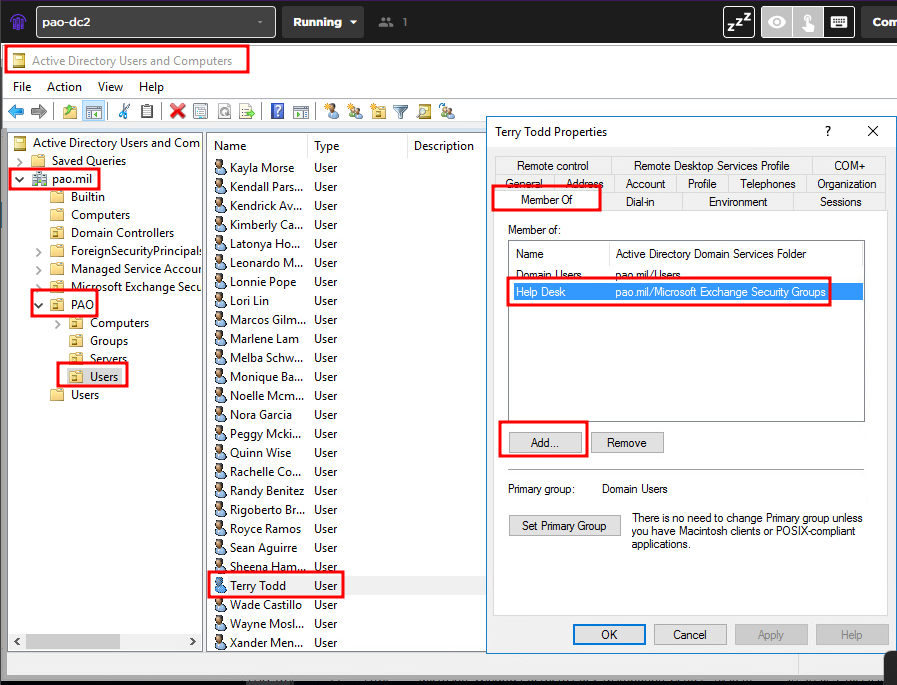 pao-dc2
Running
1
zzz
Com
Active Directory Users and Computers
File Action View Help
Active Directory Users and Com
Saved Queries
pao.mil
Builtin
Computers
Domain Controllers
ForeignSecurityPrincipals
Managed Service Accour
Microsoft Exchange Secu
PAO
Computers
Groups
Servers
Users
Users
Name Type Description
Kayla Morse User
Kendall Pars... User
Kendrick Av... User
Kimberly Ca... User
Latonya Ho... User
Leonardo M... User
Lonnie Pope User
Lori Lin User
Marcos Gilm... User
Marlene Lam User
Melba Schw... User
Monique Ba... User
Noelle Mcm... User
Nora Garcia User
Peggy Mcki... User
Quinn Wise User
Rachelle Co... User
Randy Benitez User
Rigoberto Br... User
Royce Ramos User
Sean Aguirre User
Sheena Ham... User
Terry Todd User
Wade Castillo User
Wayne Mosl... User
Xander Men... User
Terry Todd Properties
? X
Remote control Remote Desktop Services Profile COM+
General Address Account Profile Telephones Organization
Member Of Dial-in Environment Sessions
Member of:
Name Active Directory Domain Services Folder
Domain Users pao.mil/Users
Help Desk pao.mil/Microsoft Exchange Security Groups
Add... Remove
Primary group: Domain Users
Set Primary Group
There is no need to change Primary group unless
you have Macintosh clients or POSIX-compliant
applications.
OK Cancel Apply Help